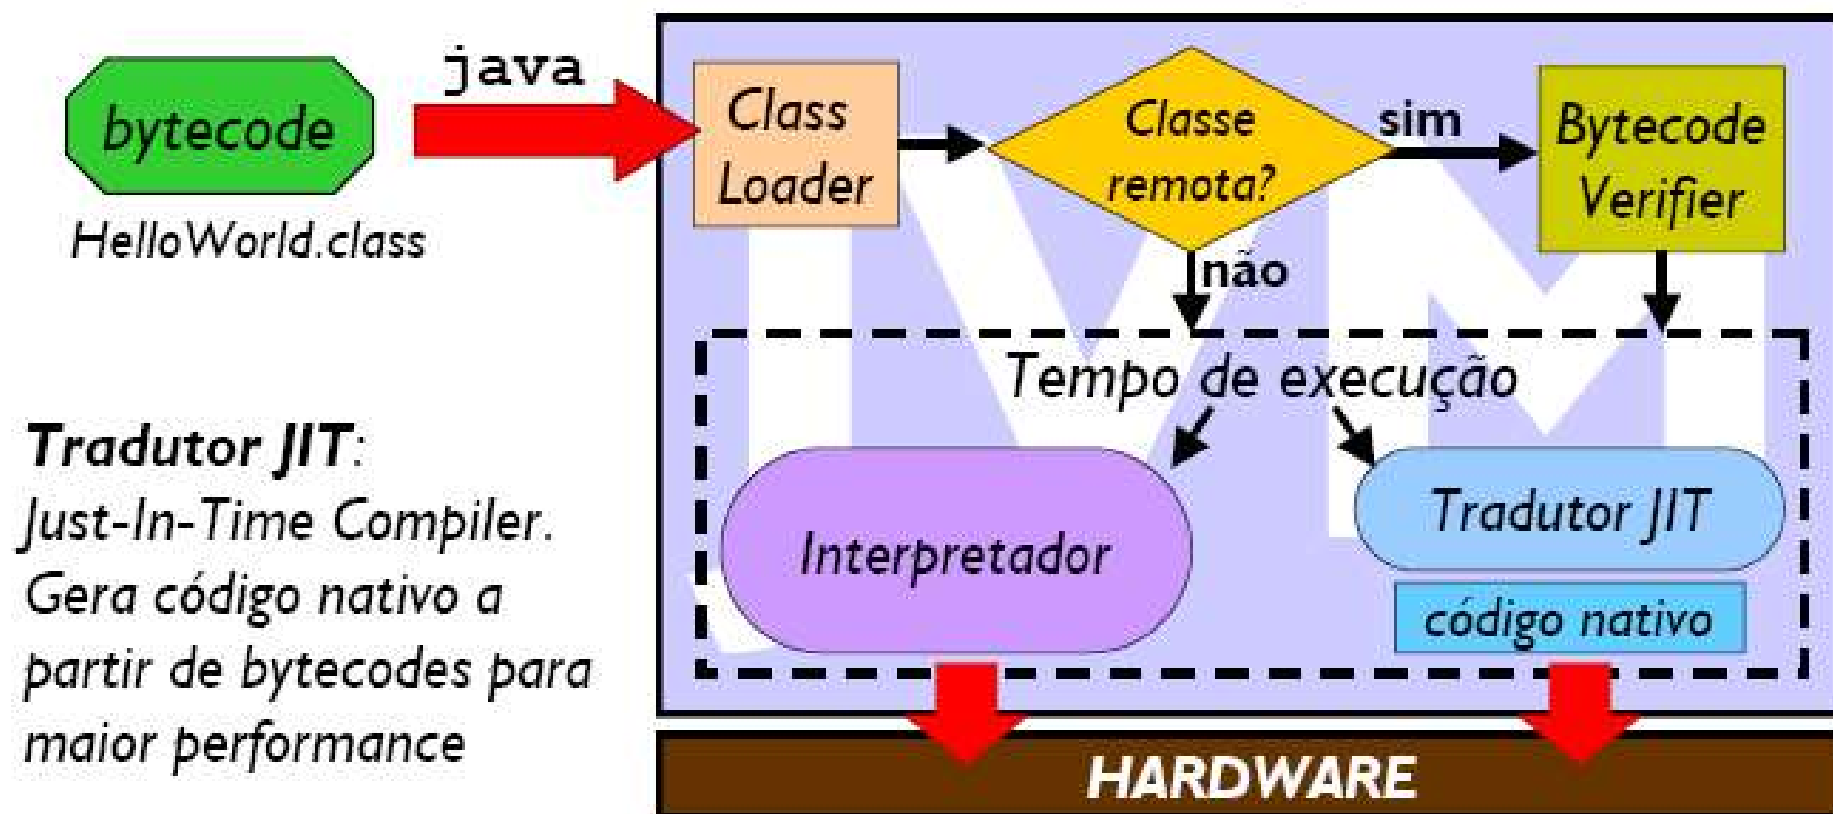 java
bytecode
HelloWorld.class
Class
Loader
Classe
remota?
sim
Bytecode
Verifier
não
JVM
Tempo de execução
Interpretador
Tradutor JIT
código nativo
HARDWARE
Tradutor JIT:
Just-In-Time Compiler.
Gera código nativo a
partir de bytecodes para
maior performance